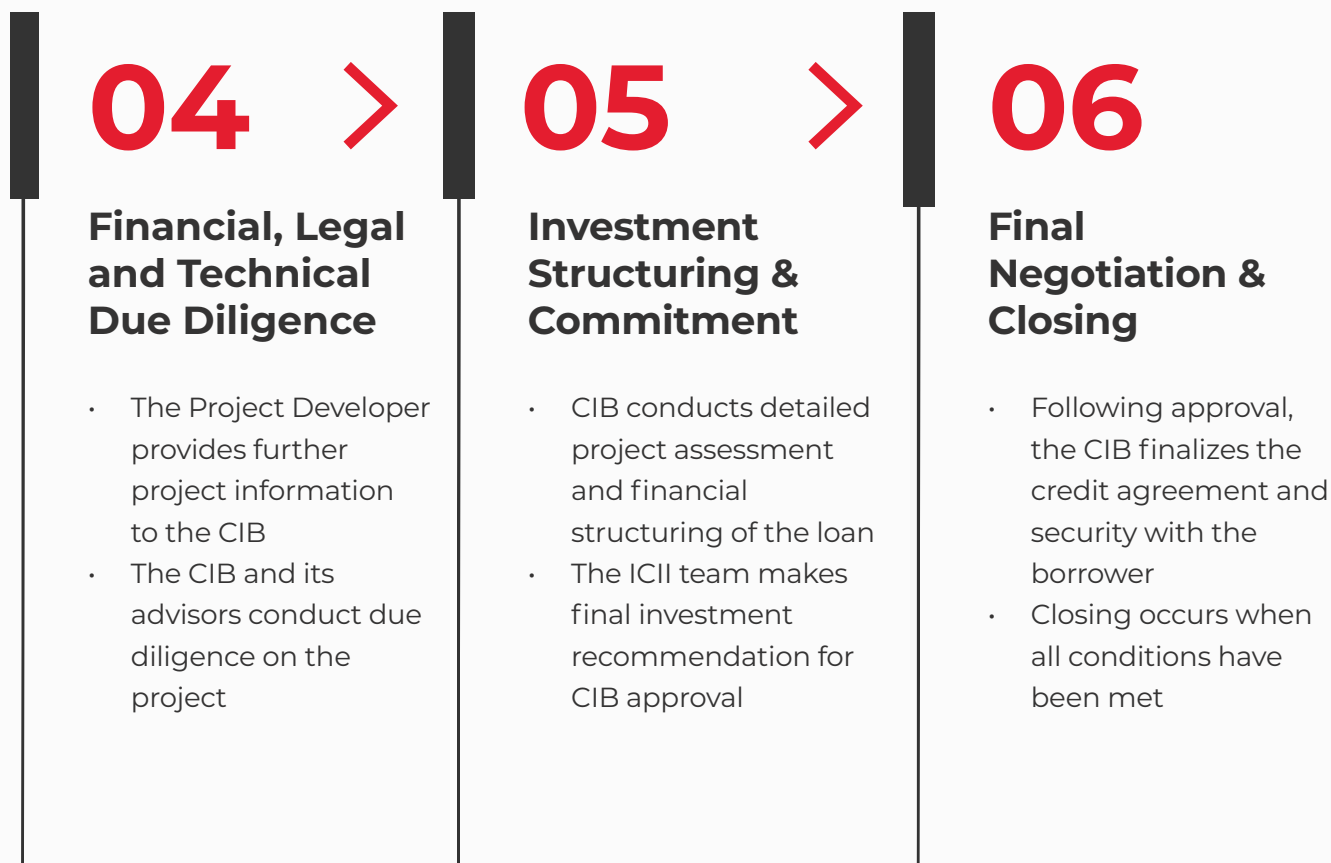 04
Financial, Legal
and Technical
Due Diligence
• The Project Developer
provides further
project information
to the CIB
• The CIB and its
advisors conduct due
diligence on the
project
05
Investment
Structuring &
Commitment
• CIB conducts detailed
project assessment
and financial
structuring of the loan
• The ICII team makes
final investment
recommendation for
CIB approval
06
Final
Negotiation &
Closing
• Following approval,
the CIB finalizes the
credit agreement and
security with the
borrower
• Closing occurs when
all conditions have
been met